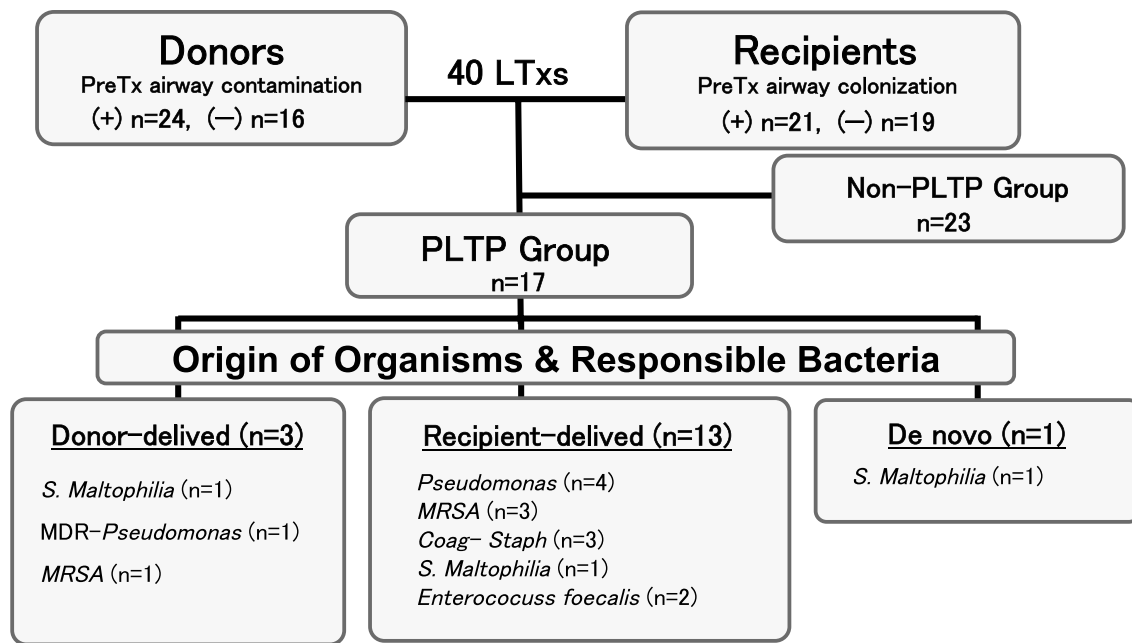 Donors
PreTx airway contamination
(+) n=24, (—) n=16
40 LTxs
Recipients
PreTx airway colonization
(+) n=21, (—) n=19
Non-PLTP Group
n=23
PLTP Group
n=17
Origin of Organisms & Responsible Bacteria
Donor-delived (n=3)
S. Maltophilia (n=1)
MDR-Pseudomonas (n=1)
MRSA (n=1)
Recipient-delived (n=13)
Pseudomonas (n=4)
MRSA (n=3)
Coag- Staph (n=3)
S. Maltophilia (n=1)
Enterococuss foecalis (n=2)
De novo (n=1)
S. Maltophilia (n=1)